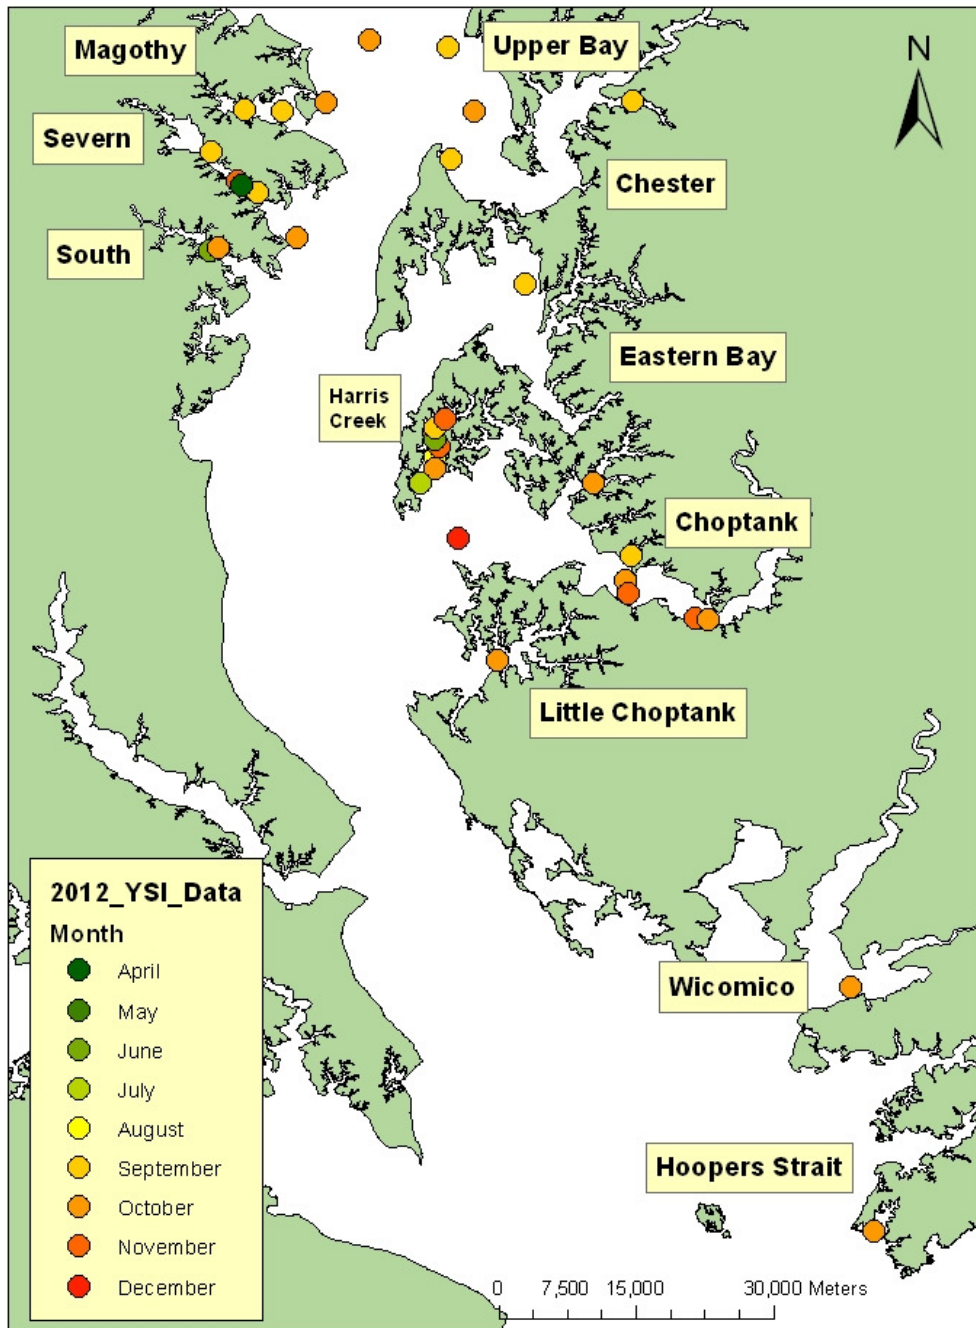 Magothy
Upper Bay
N
Severn
Chester
South
Eastern Bay
Harris
Creek
Choptank
Little Choptank
Wicomico
Hoopers Strait
2012_YSI_Data
Month
April
May
June
July
August
September
October
November
December
0 7,500 15,000 30,000 Meters